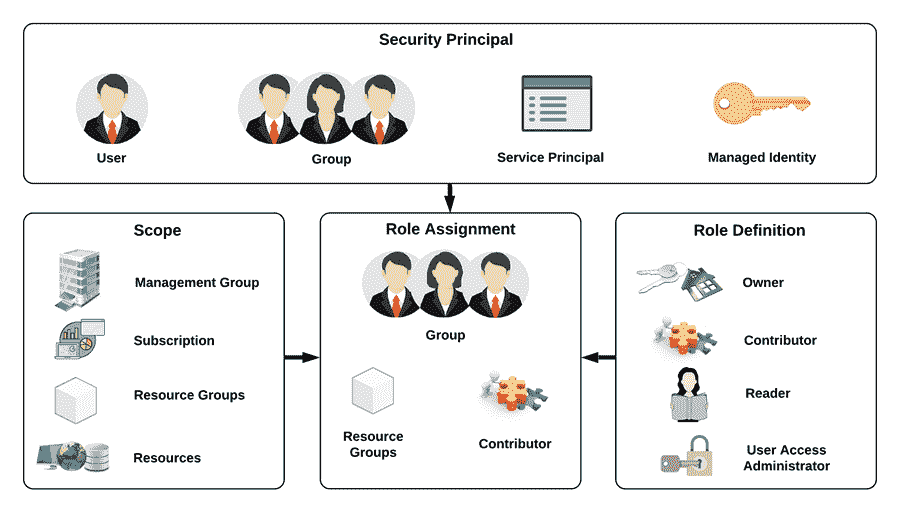 Security Principal
User
Group
Service Principal
Managed Identity
Scope
Management Group
Subscription
Resource Groups
Resources
Role Assignment
Group
Resource
Groups
Contributor
Role Definition
Owner
Contributor
Reader
User Access
Administrator